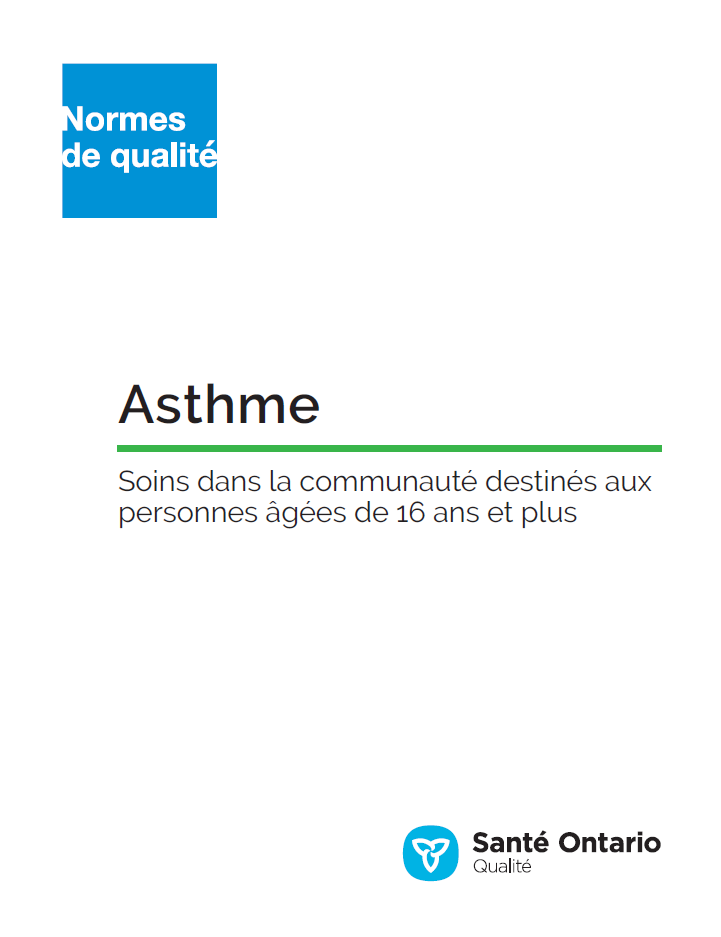 Normes
de qualité
Asthme
Soins dans la communauté destinés aux
personnes âgées de 16 ans et plus
Santé Ontario
Qualité